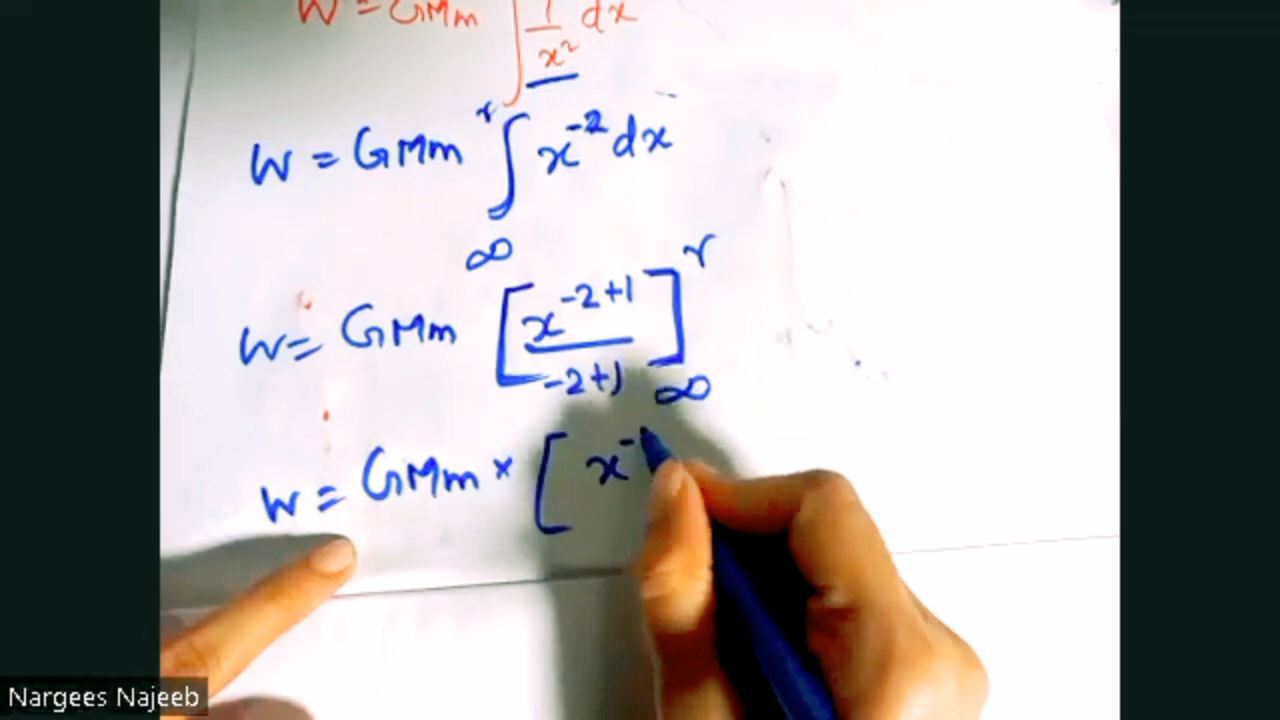 W = GMm ∫ 1/x² dx
W = GMm ∫_∞^r x⁻² dx
W = GMm [x⁻²⁺¹/-2+1]_∞^r
W = GMm × [ x⁻
Nargees Najeeb